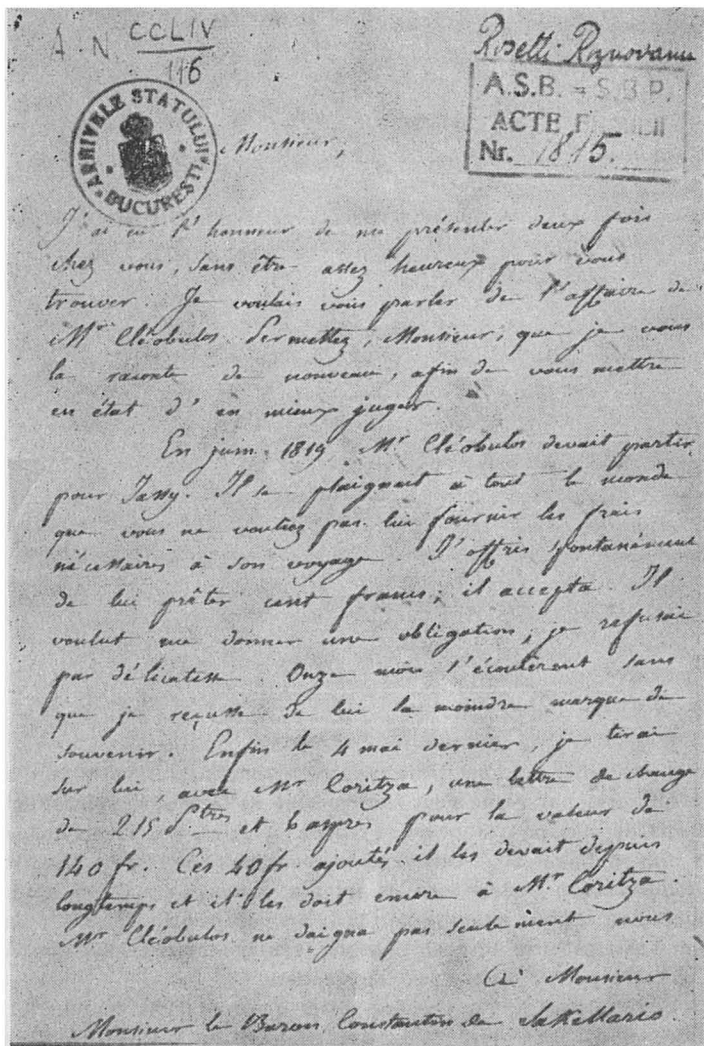 A. N. CCLIV
116
Rosetti Roznovanu
A.S.B. = S.B.P.
ACTE F
Nr. 1845.
ARHIVELE STATULUI
BUCURESTI
Monsieur,
J'ai eu l'honneur de me présenter deux fois
chez vous, sans être assez heureux pour vous
trouver. Je voulais vous parler de l'affaire de
Mr Cléobulos. Permettez, Monsieur, que je vous
la raconte de nouveau, afin de vous mettre
en état d'en mieux juger.
En juin 1819 Mr Cléobulos devait partir
pour Jassy. Il se plaignait à tout le monde
que vous ne vouliez pas lui fournir les frais
nécessaires à son voyage. J'offris spontanément
de lui prêter cent francs; il accepta. Il
voulut me donner une obligation, je refusai
par délicatesse. Onze mois s'écoulèrent sans
que je reçusse de lui la moindre marque de
souvenir. Enfin le 4 mai dernier, je tirai
sur lui, avec Mr Coritza, une lettre de change
de 215 P.tres et 6 aspres pour la valeur de
140 fr. Ces 40 fr. ajoutés il les devait depuis
longtemps et il les doit encore à Mr. Coritza.
Mr Cléobulos ne daigna pas seulement nous
à Monsieur
Monsieur le Baron Constantin de Sakellario.